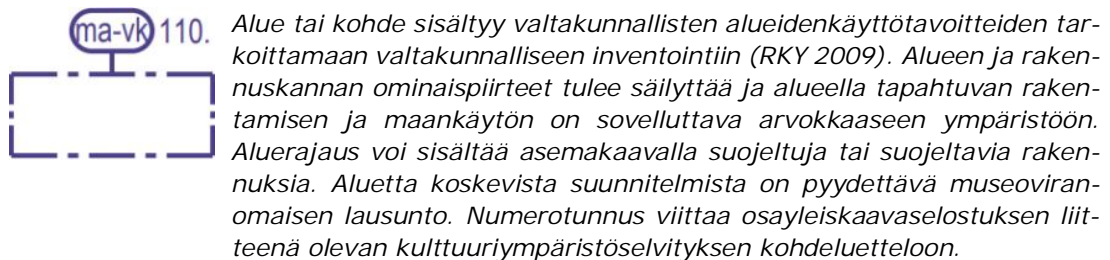 ma-vk 110. Alue tai kohde sisältyy valtakunnallisten alueidenkäyttötavoitteiden tar-
koittamaan valtakunnalliseen inventointiin (RKY 2009). Alueen ja raken-
nuskannan ominaispiirteet tulee säilyttää ja alueella tapahtuvan raken-
tamisen ja maankäytön on sovelluttava arvokkaaseen ympäristöön.
Aluerajaus voi sisältää asemakaavalla suojeltuja tai suojeltavia raken-
nuksia. Aluetta koskevista suunnitelmista on pyydettävä museoviran-
omaisen lausunto. Numerotunnus viittaa osayleiskaavaselostuksen liit-
teenä olevan kulttuuriympäristöselvityksen kohdeluetteloon.